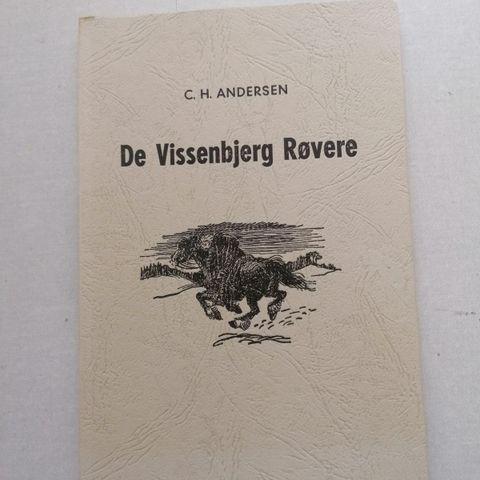 C. H. ANDERSEN
De Vissenbjerg Røvere